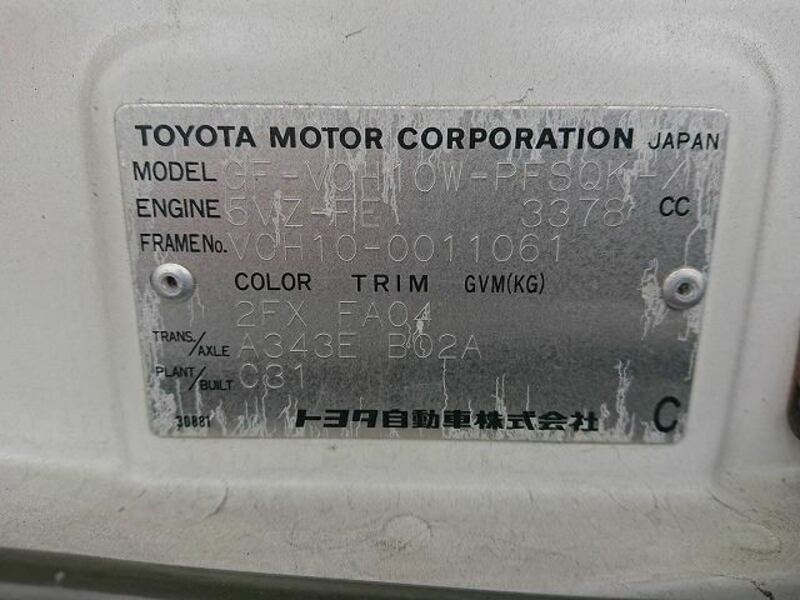 TOYOTA MOTOR CORPORATION JAPAN
MODEL GF-VCH10W-PFSQK-/
ENGINE 5VZ-FE 3378 CC
FRAME No. VCH10-0011061
COLOR TRIM GVM(KG)
2FX FA04
TRANS./AXLE A343E B02A
PLANT/BUILT C31
30081 トヨタ自動車株式会社 C